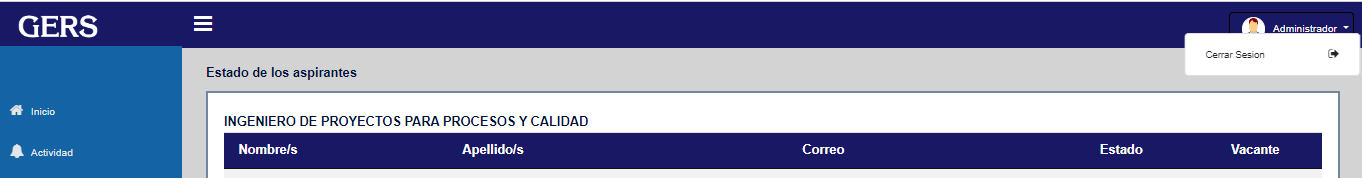 GERS
Administrador
Cerrar Sesion
Estado de los aspirantes
Inicio
Actividad
INGENIERO DE PROYECTOS PARA PROCESOS Y CALIDAD
Nombre/s Apellido/s Correo Estado Vacante